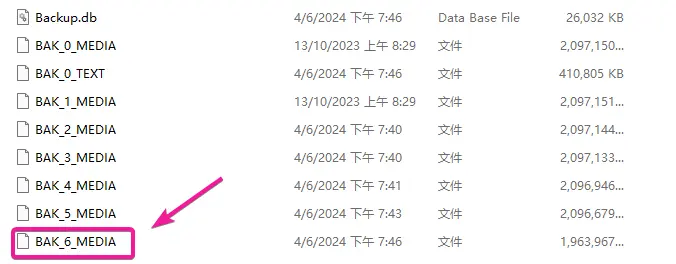 Backup.db 4/6/2024 下午 7:46 Data Base File 26,032 KB
BAK_0_MEDIA 13/10/2023 上午 8:29 文件 2,097,150...
BAK_0_TEXT 4/6/2024 下午 7:46 文件 410,805 KB
BAK_1_MEDIA 13/10/2023 上午 8:29 文件 2,097,151...
BAK_2_MEDIA 4/6/2024 下午 7:40 文件 2,097,144...
BAK_3_MEDIA 4/6/2024 下午 7:40 文件 2,097,133...
BAK_4_MEDIA 4/6/2024 下午 7:41 文件 2,096,946...
BAK_5_MEDIA 4/6/2024 下午 7:43 文件 2,096,679...
BAK_6_MEDIA 4/6/2024 下午 7:46 文件 1,963,967...